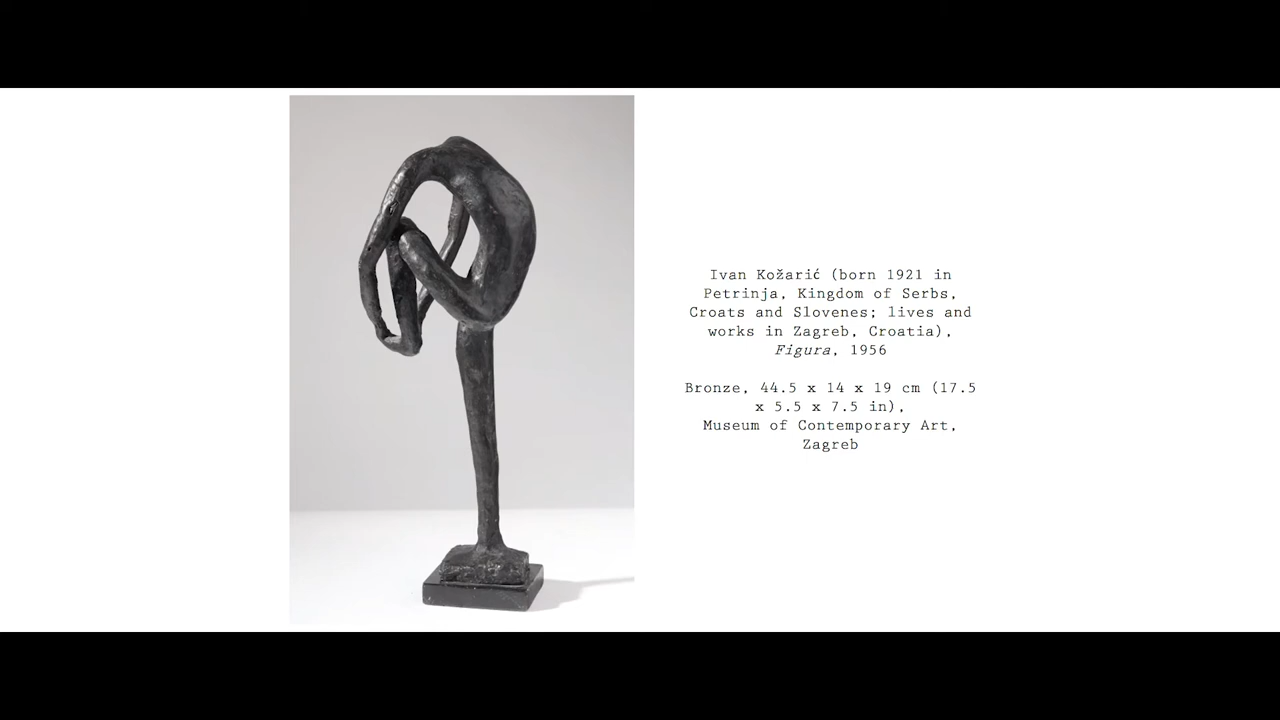 Ivan Kožarić (born 1921 in
Petrinja, Kingdom of Serbs,
Croats and Slovenes; lives and
works in Zagreb, Croatia),
Figura, 1956
Bronze, 44.5 x 14 x 19 cm (17.5
x 5.5 x 7.5 in),
Museum of Contemporary Art,
Zagreb